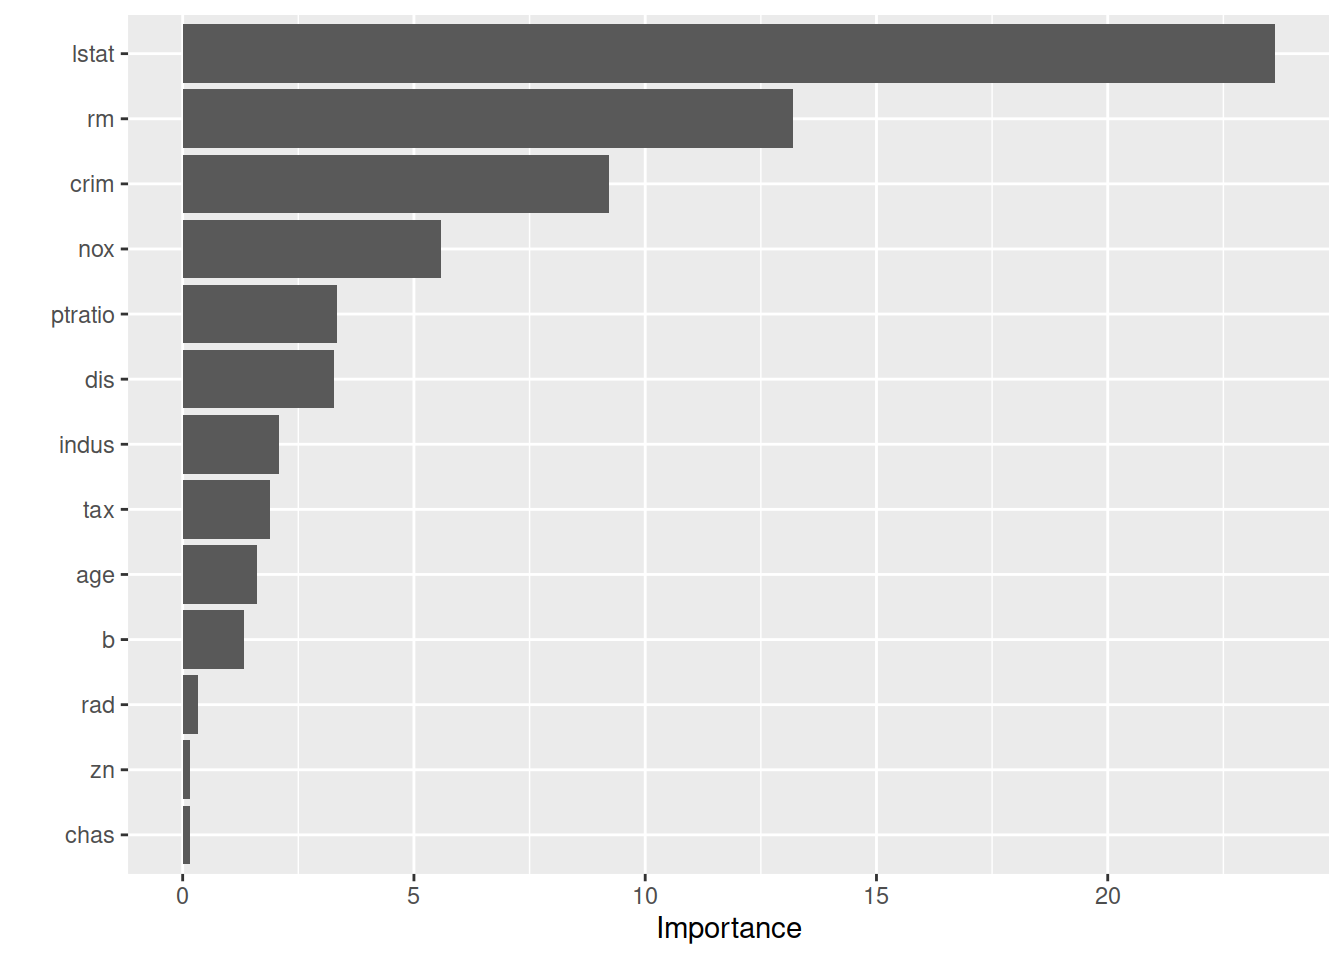 lstat
rm
crim
nox
ptratio
dis
indus
tax
age
b
rad
zn
chas
0 5 10 15 20
Importance